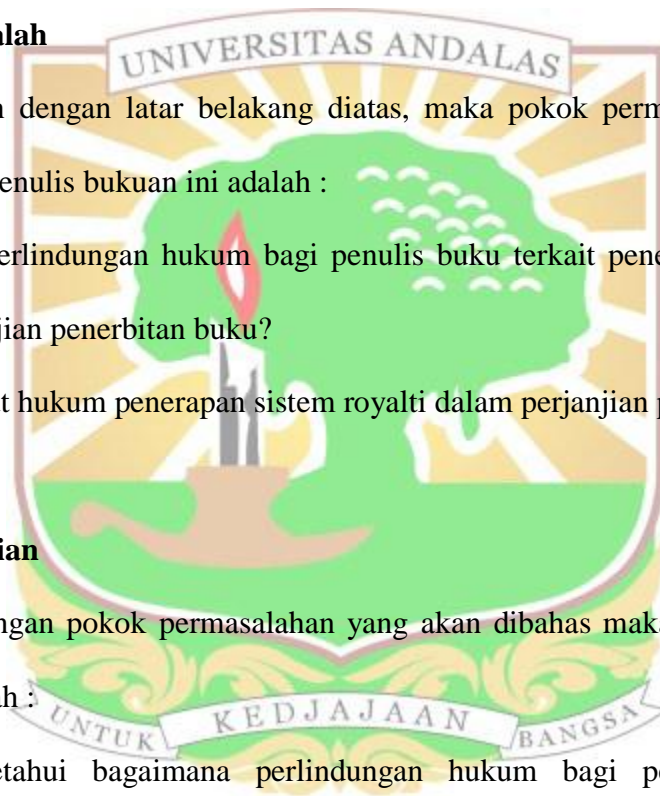 alah
UNIVERSITAS ANDALAS
dengan latar belakang diatas, maka pokok perm
enulis bukuan ini adalah :
erlindungan hukum bagi penulis buku terkait pene
jian penerbitan buku?
t hukum penerapan sistem royalti dalam perjanjian p
ian
ngan pokok permasalahan yang akan dibahas maka
ah :
UNTUK KEDJAJAAN BANGSA
etahui bagaimana perlindungan hukum bagi pe